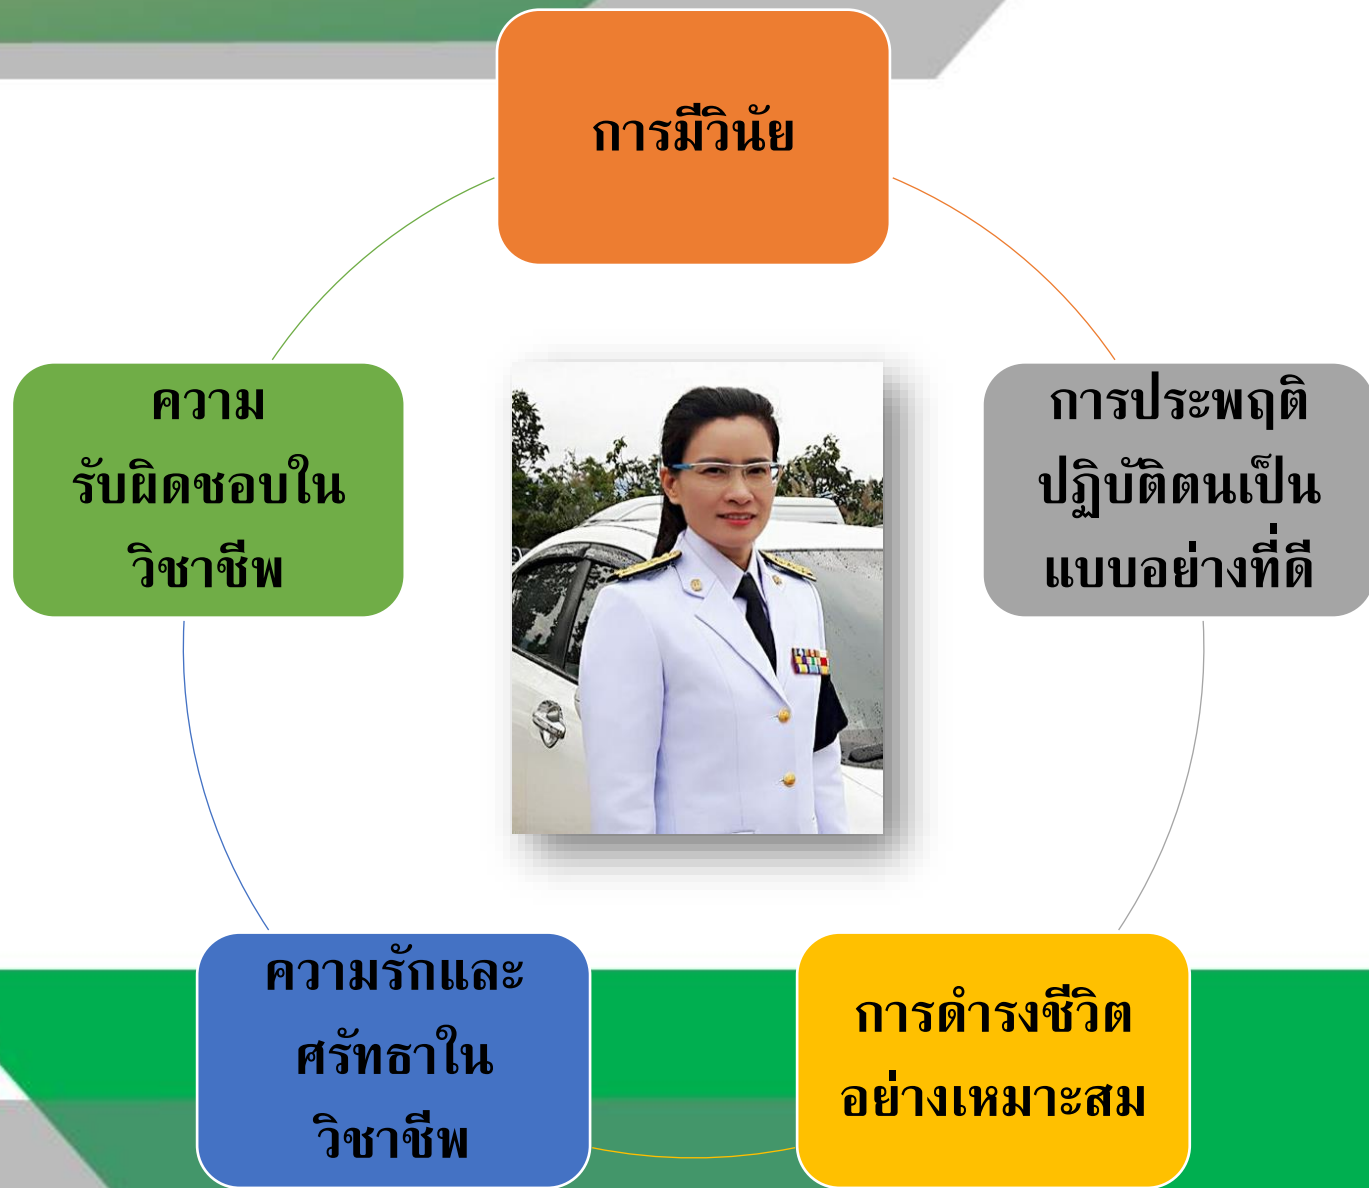 การมีวินัย
การประพฤติ
ปฏิบัติตนเป็น
แบบอย่างที่ดี
การดำรงชีวิต
อย่างเหมาะสม
ความรักและ
ศรัทธาใน
วิชาชีพ
ความ
รับผิดชอบใน
วิชาชีพ